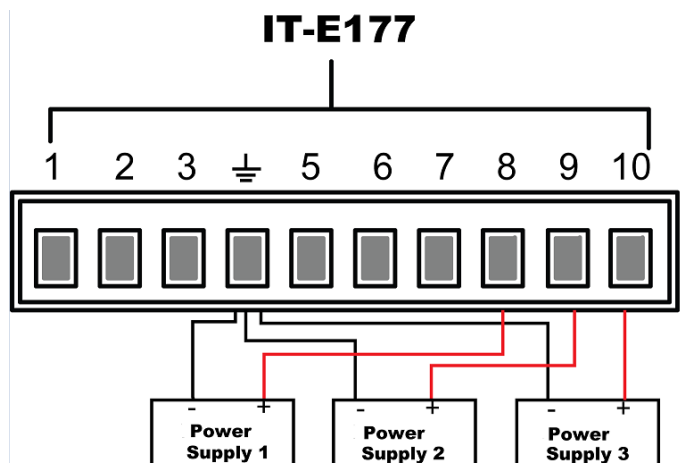 IT-E177
1 2 3 5 6 7 8 9 10
- + - + - +
Power Supply 1
Power Supply 2
Power Supply 3